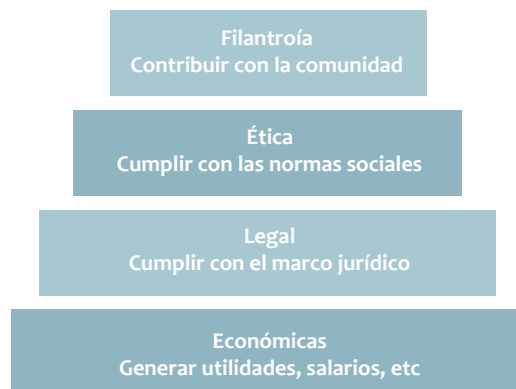 Filantroía
Contribuir con la comunidad
Ética
Cumplir con las normas sociales
Legal
Cumplir con el marco jurídico
Económicas
Generar utilidades, salarios, etc